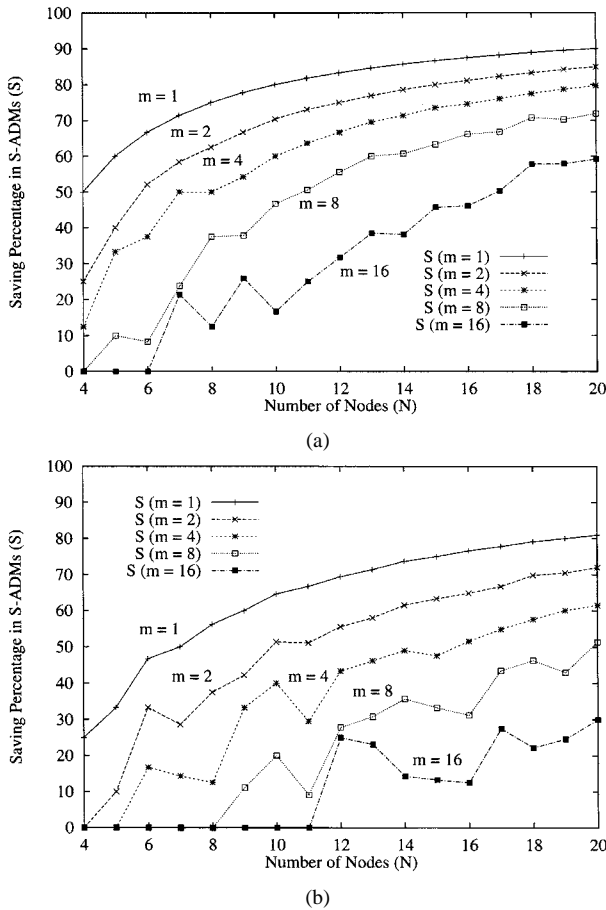 100
90
80
70
60
50
40
30
20
10
0
Saving Percentage in S-ADMs (S)
m = 1
m = 2
m = 4
m = 8
m = 16
S (m = 1)
S (m = 2)
S (m = 4)
S (m = 8)
S (m = 16)
4 6 8 10 12 14 16 18 20
Number of Nodes (N)
(a)
100
90
80
70
60
50
40
30
20
10
0
Saving Percentage in S-ADMs (S)
S (m = 1)
S (m = 2)
S (m = 4)
S (m = 8)
S (m = 16)
m = 1
m = 2
m = 4
m = 8
m = 16
4 6 8 10 12 14 16 18 20
Number of Nodes (N)
(b)